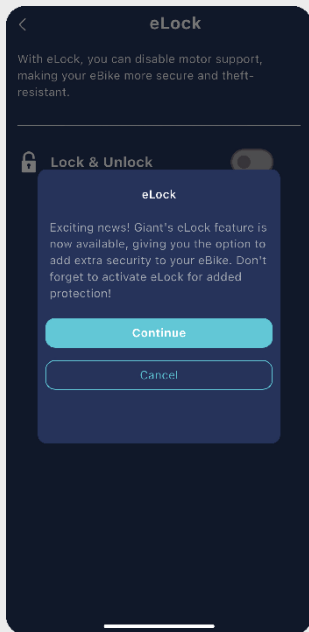 eLock
With eLock, you can disable motor support,
making your eBike more secure and theft-
resistant.
Lock & Unlock
eLock
Exciting news! Giant's eLock feature is
now available, giving you the option to
add extra security to your eBike. Don't
forget to activate eLock for added
protection!
Continue
Cancel